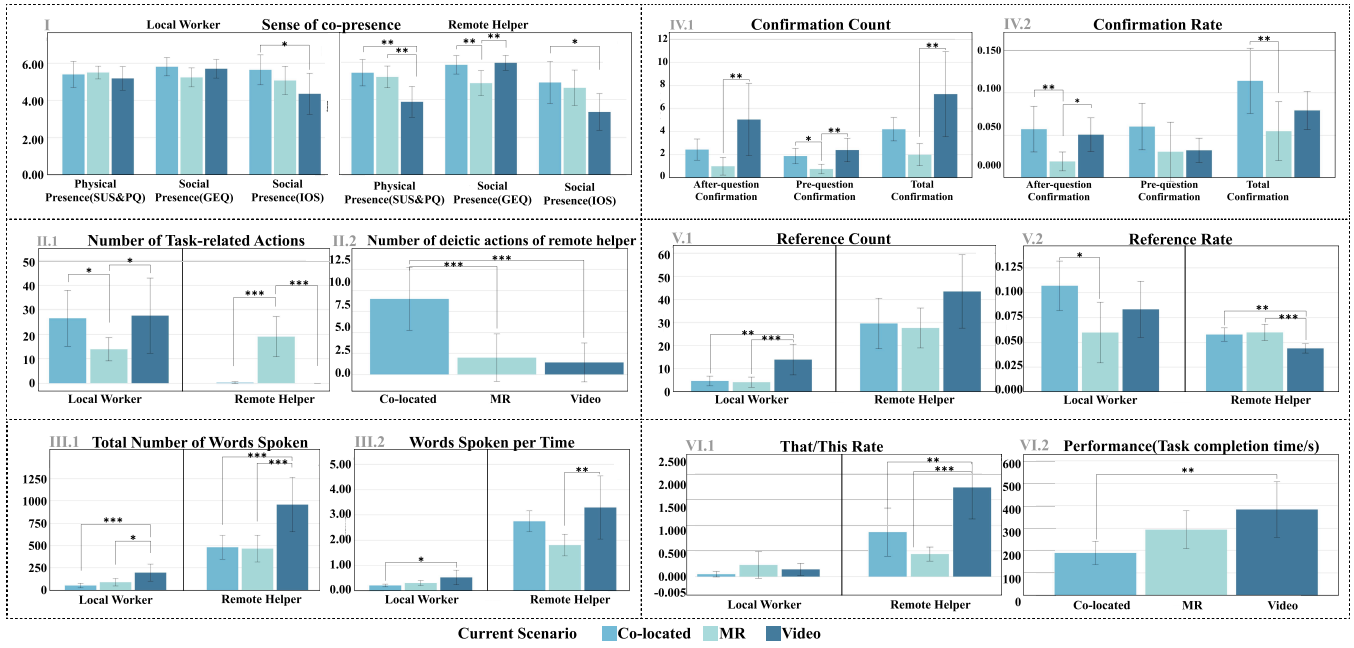 I
Local Worker
Sense of co-presence
Remote Helper
6.00
4.00
2.00
0.00
*
**
**
**
**
*
Physical
Presence(SUS&PQ)
Social
Presence(GEQ)
Social
Presence(IOS)
Physical
Presence(SUS&PQ)
Social
Presence(GEQ)
Social
Presence(IOS)
IV.1
Confirmation Count
12
10
8
6
4
2
0
**
*
**
**
After-question
Confirmation
Pre-question
Confirmation
Total
Confirmation
IV.2
Confirmation Rate
0.150
0.100
0.050
0.000
**
*
**
After-question
Confirmation
Pre-question
Confirmation
Total
Confirmation
II.1
Number of Task-related Actions
50
40
30
20
10
0
*
*
***
***
Local Worker
Remote Helper
II.2
Number of deictic actions of remote helper
12.5
10.0
7.5
5.0
2.5
0.0
***
***
Co-located
MR
Video
V.1
Reference Count
60
50
40
30
20
10
0
**
***
Local Worker
Remote Helper
V.2
Reference Rate
0.125
0.100
0.075
0.050
0.025
0.000
*
**
***
Local Worker
Remote Helper
III.1
Total Number of Words Spoken
1250
1000
750
500
250
0
***
*
***
***
Local Worker
Remote Helper
III.2
Words Spoken per Time
5.00
4.00
3.00
2.00
1.00
0.00
*
**
Local Worker
Remote Helper
VI.1
That/This Rate
2.500
2.000
1.500
1.000
0.500
0.000
-0.005
**
***
Local Worker
Remote Helper
VI.2
Performance(Task completion time/s)
600
500
400
300
200
100
0
**
Co-located
MR
Video
Current Scenario
Co-located
MR
Video